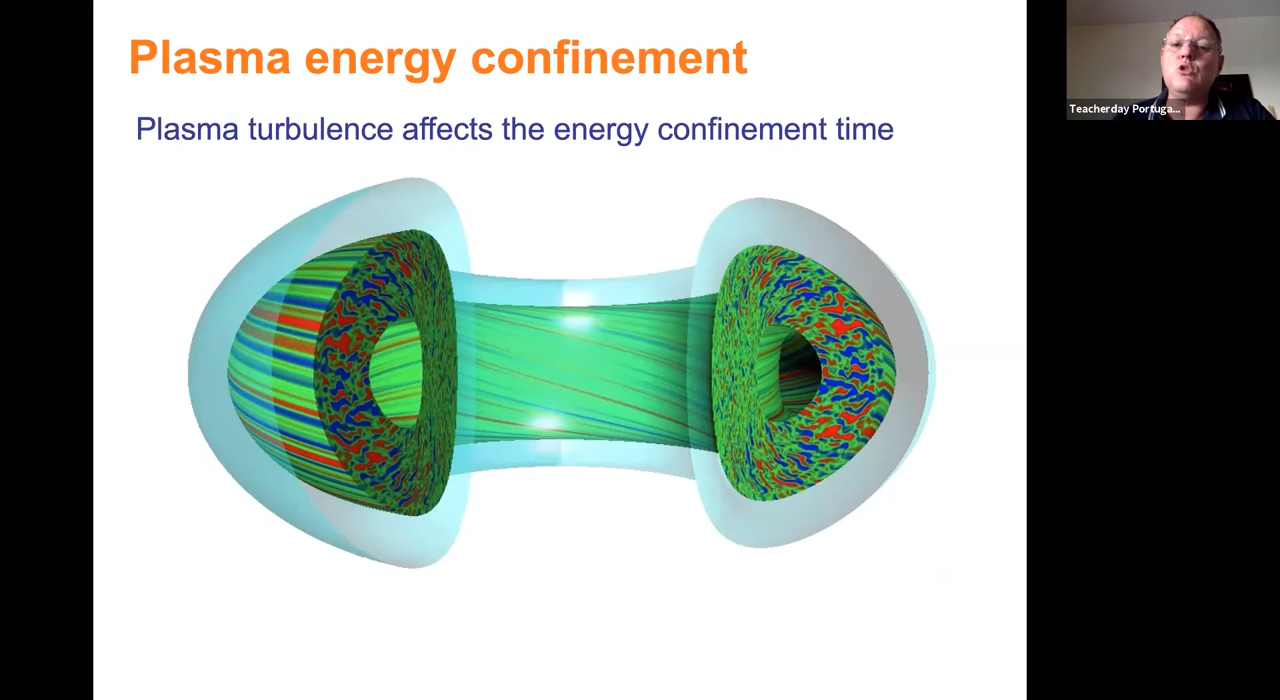 Plasma energy confinement
Plasma turbulence affects the energy confinement time
Teacherday Portuga...